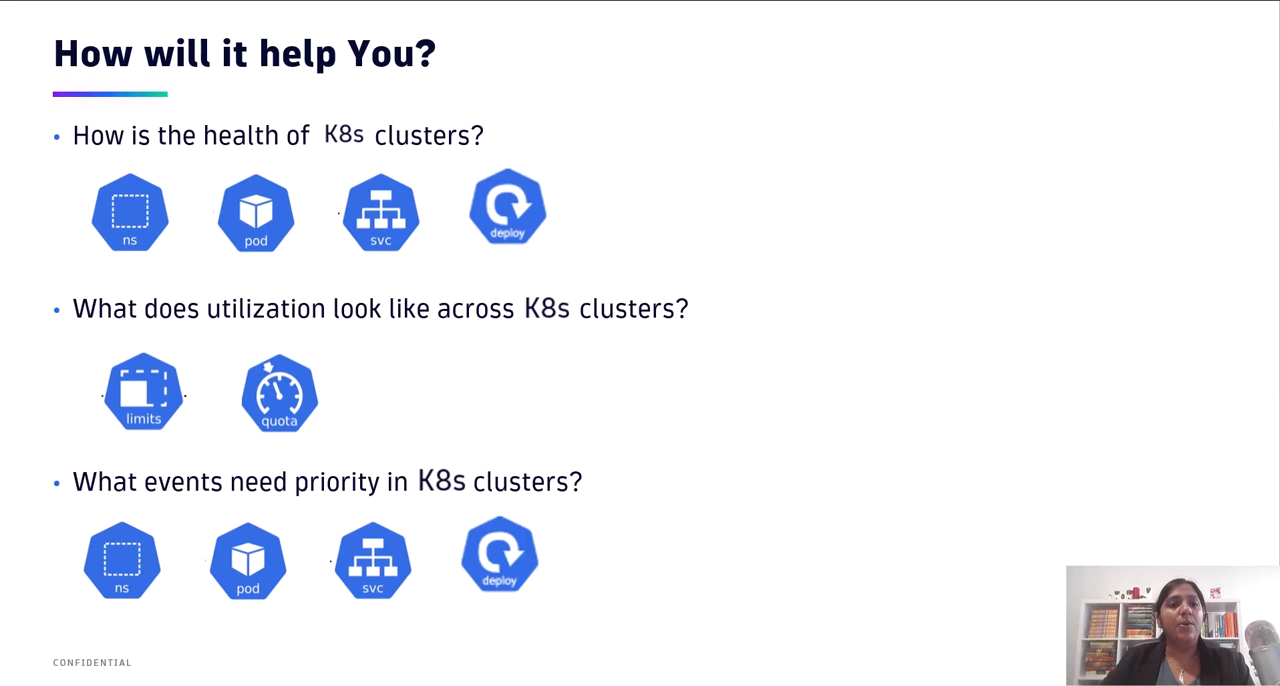 How will it help You?
• How is the health of K8s clusters?
ns pod svc deploy
• What does utilization look like across K8s clusters?
limits quota
• What events need priority in K8s clusters?
ns pod svc deploy
CONFIDENTIAL